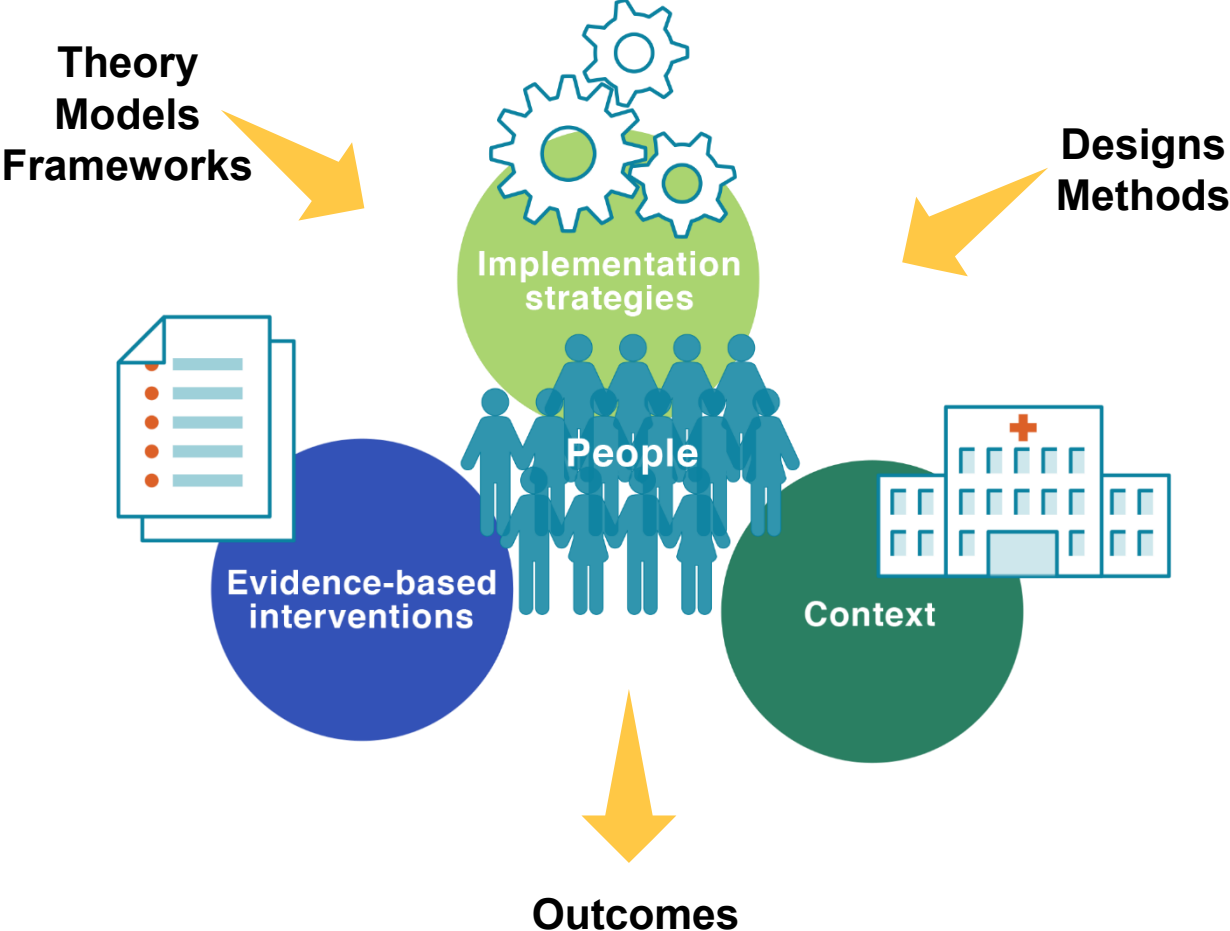 Theory
Models
Frameworks
Designs
Methods
Implementation
strategies
People
Evidence-based
interventions
Context
Outcomes